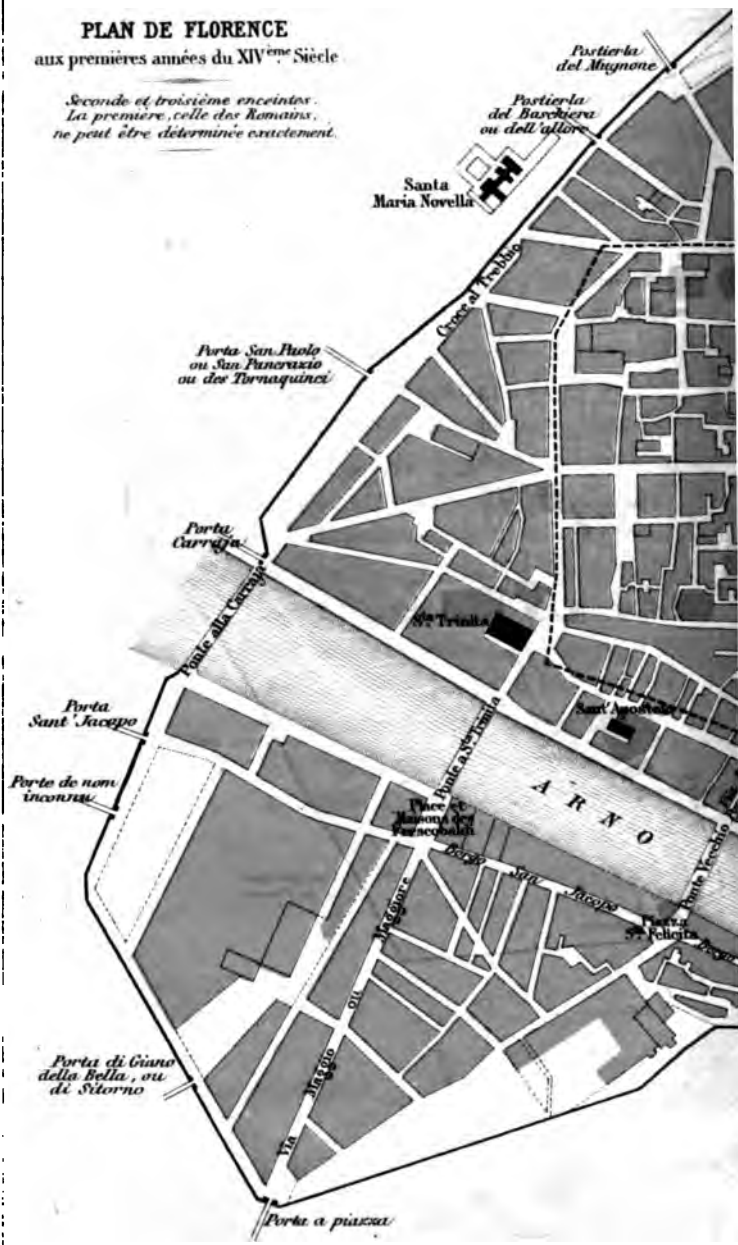 PLAN DE FLORENCE
aux premières années du XIVème Siècle
Seconde et troisième enceintes.
La première, celle des Romains,
ne peut être déterminée exactement.
Postierla
del Mugnone
Postierla
del Baschiera
ou dell'allore
Santa
Maria Novella
Croce al Trebbio
Porta San Paolo
ou San Pancrazio
ou des Tornaquinci
Porta
Carraja
Ponte alla Carraja
Sta. Trinita
Ponte a Sta. Trinita
Sant'Apostolo
Porta
Sant'Jacopo
Porte de nom
inconnu
Place et
Maisons des
Frescobaldi
ARNO
Ponte Vecchio
Borgo San Jacopo
Piazza
Sta. Felicita
Borgo
Via Maggio ou Maggiore
Porta di Giano
della Bella, ou
di Sitorno
Porta a piazza